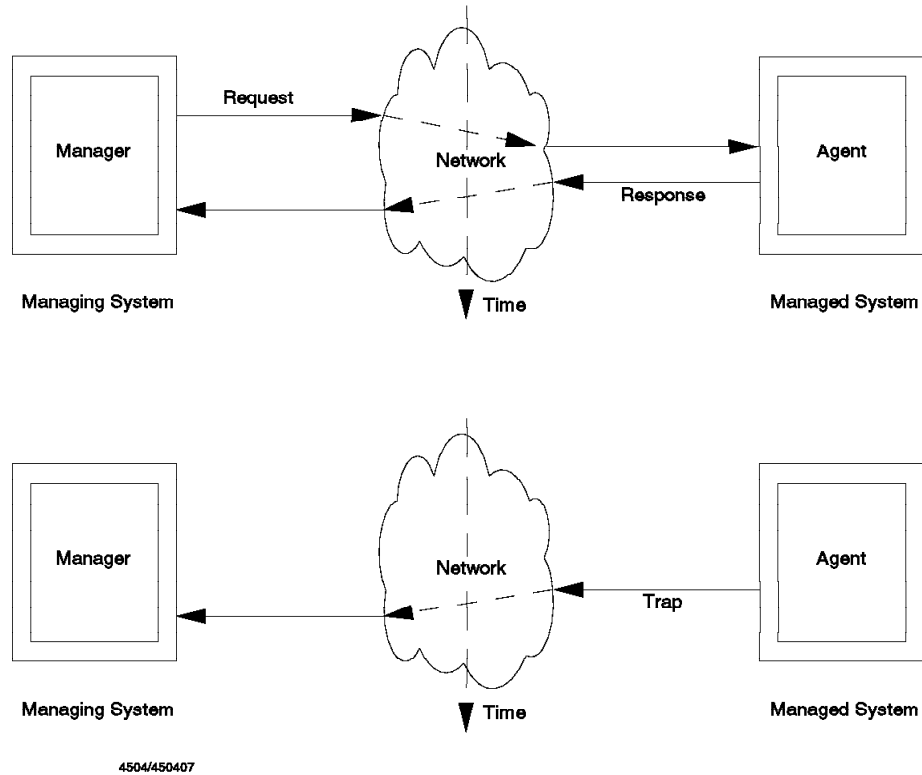 Request
Manager
Network
Agent
Response
Managing System
Managed System
Time
Manager
Network
Agent
Trap
Managing System
Managed System
Time
4504/450407